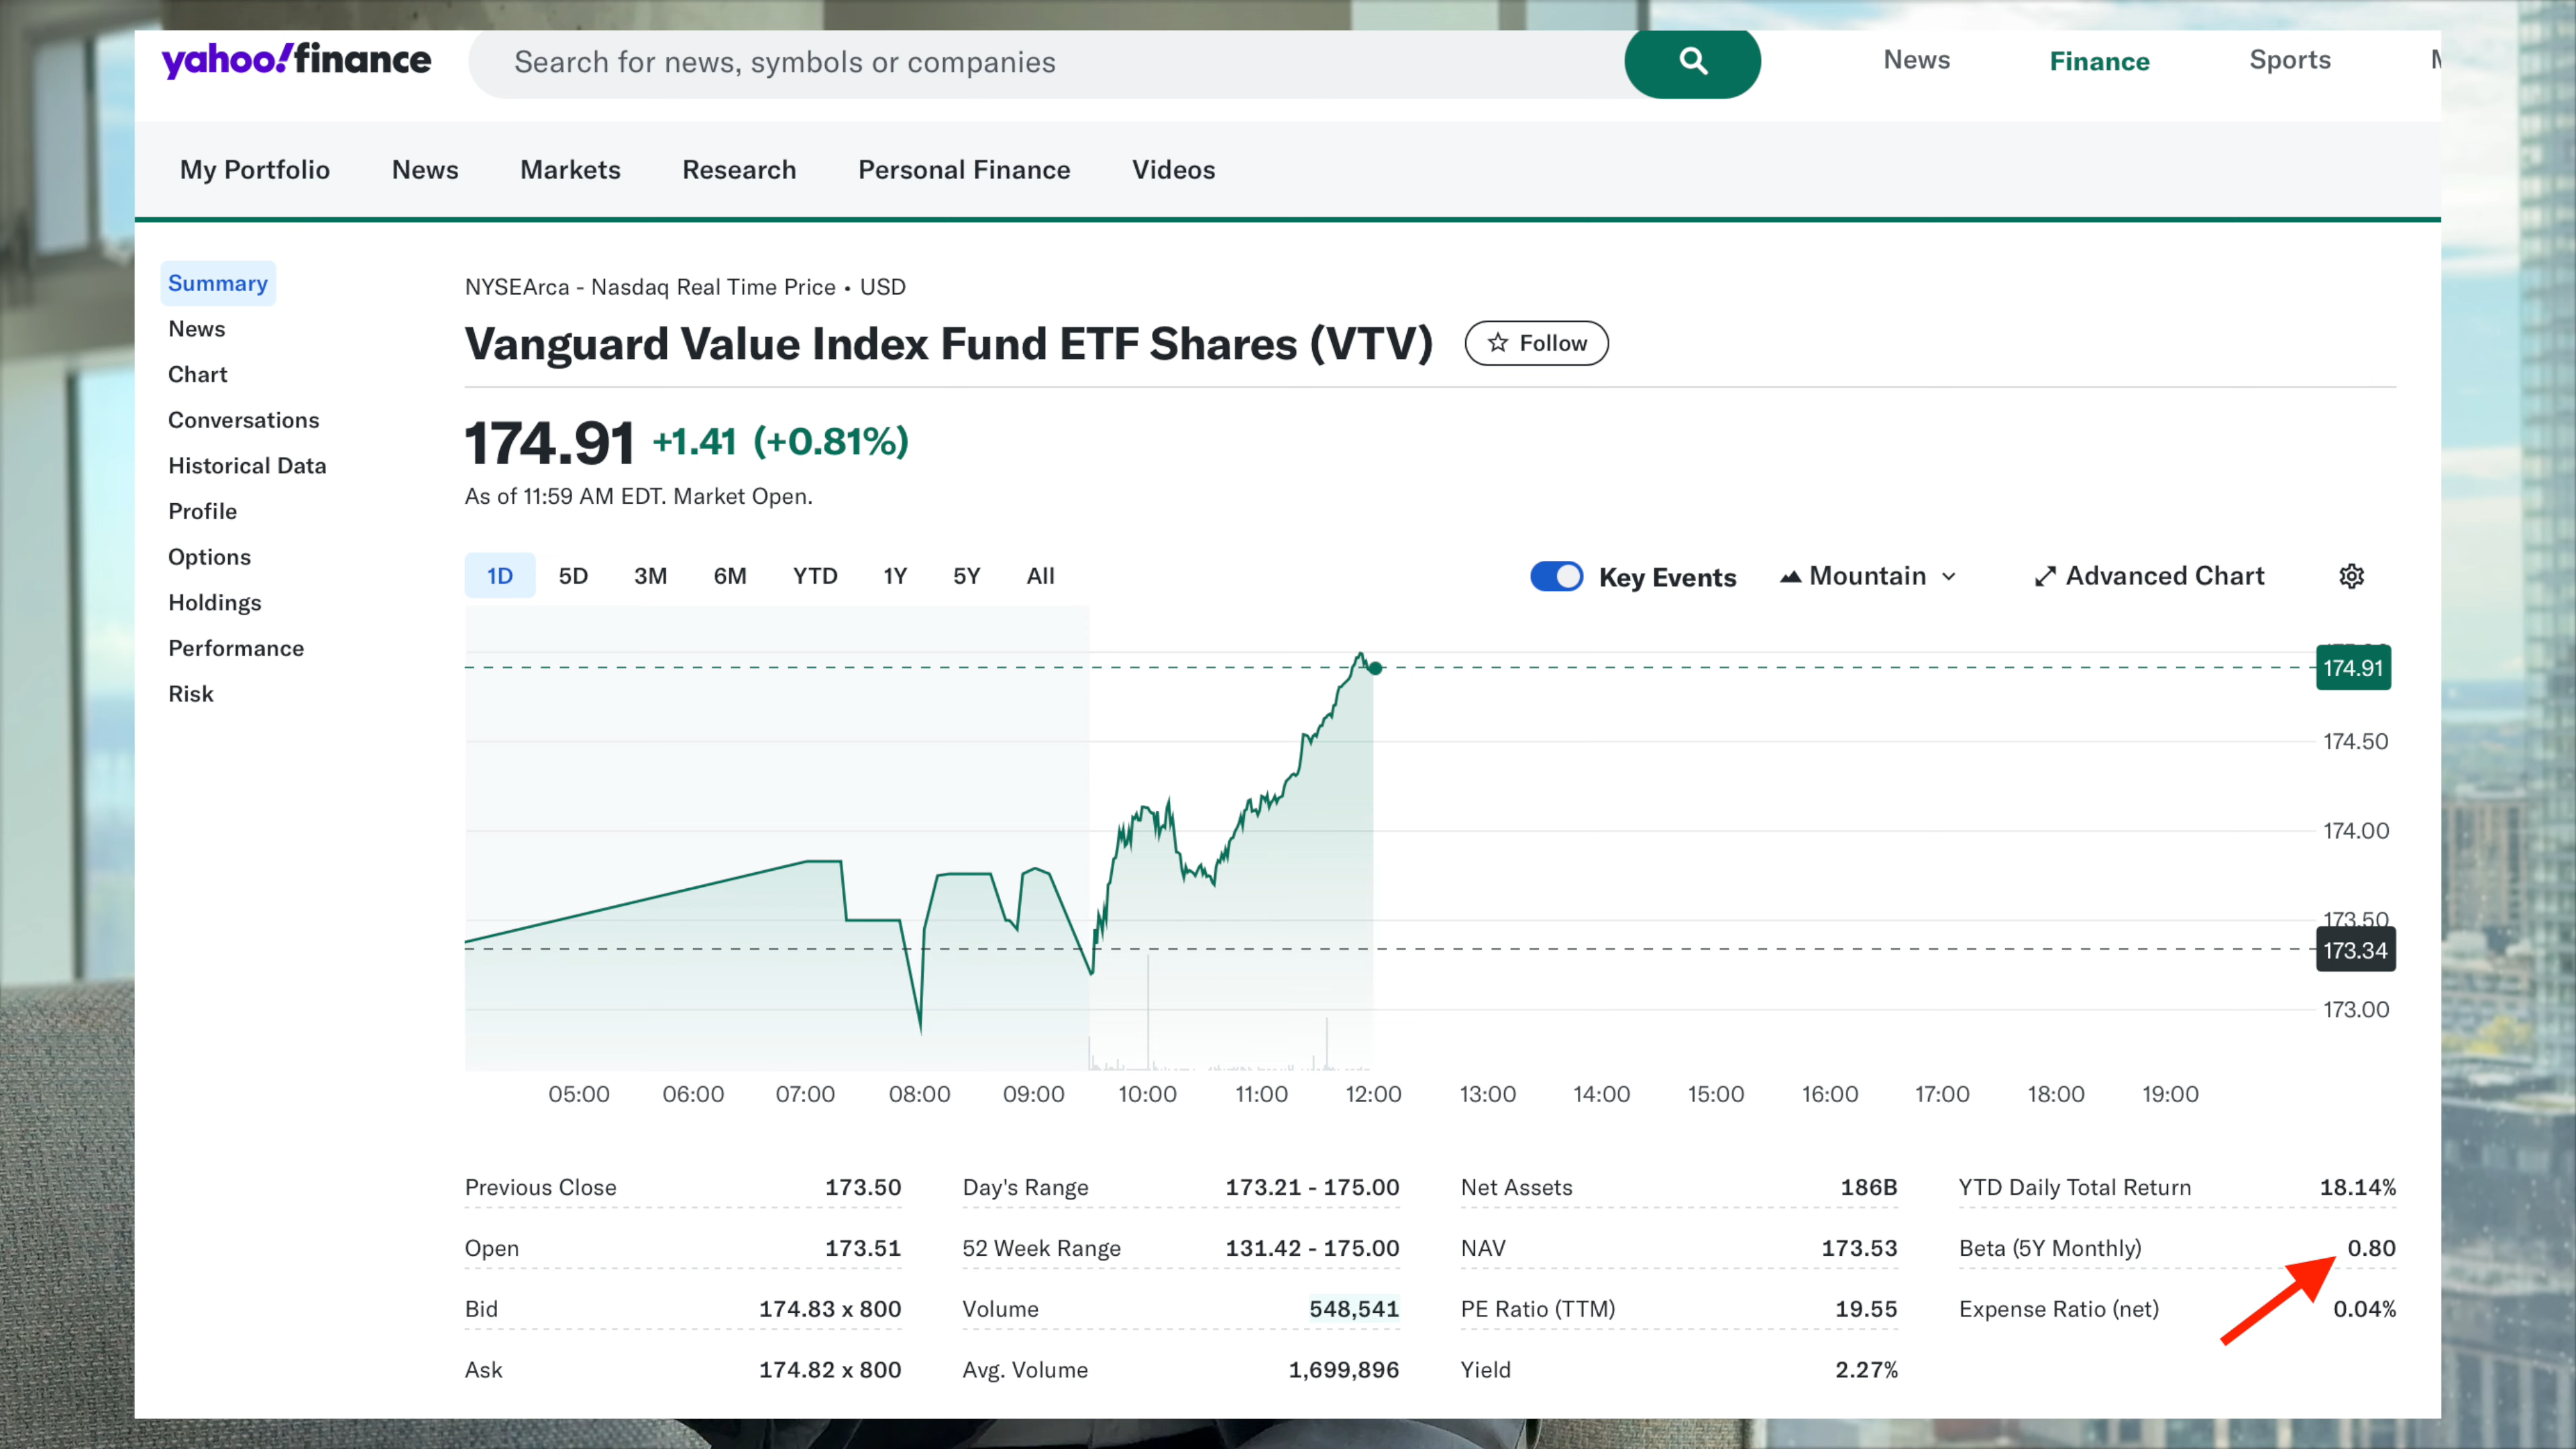 yahoo!finance
Search for news, symbols or companies
News
Finance
Sports
My Portfolio
News
Markets
Research
Personal Finance
Videos
Summary
News
Chart
Conversations
Historical Data
Profile
Options
Holdings
Performance
Risk
NYSEArca - Nasdaq Real Time Price • USD
Vanguard Value Index Fund ETF Shares (VTV)
Follow
174.91 +1.41 (+0.81%)
As of 11:59 AM EDT. Market Open.
1D 5D 3M 6M YTD 1Y 5Y All
Key Events
Mountain
Advanced Chart
174.91
174.50
174.00
173.50
173.34
173.00
05:00 06:00 07:00 08:00 09:00 10:00 11:00 12:00 13:00 14:00 15:00 16:00 17:00 18:00 19:00
Previous Close 173.50
Open 173.51
Bid 174.83 x 800
Ask 174.82 x 800
Day's Range 173.21 - 175.00
52 Week Range 131.42 - 175.00
Volume 548,541
Avg. Volume 1,699,896
Net Assets 186B
NAV 173.53
PE Ratio (TTM) 19.55
Yield 2.27%
YTD Daily Total Return 18.14%
Beta (5Y Monthly) 0.80
Expense Ratio (net) 0.04%